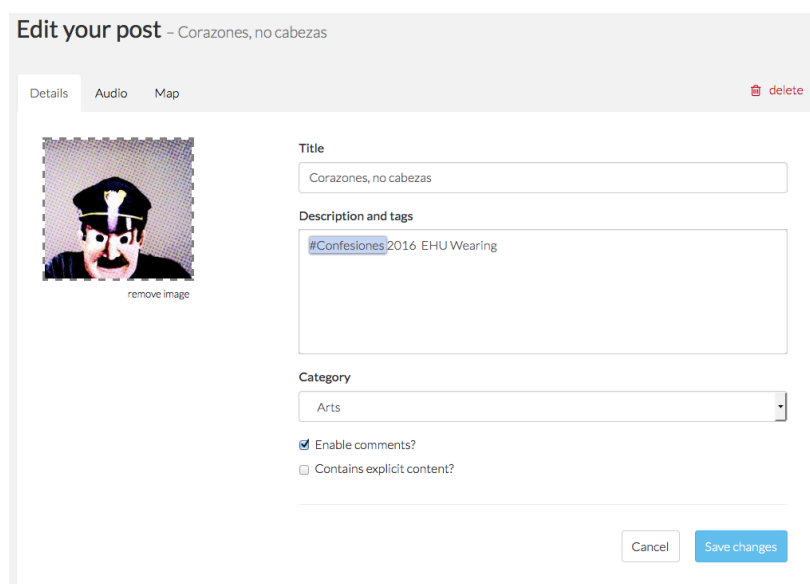 Edit your post – Corazones, no cabezas
Details Audio Map delete
Title
Corazones, no cabezas
Description and tags
#Confesiones 2016 EHU Wearing
remove image
Category
Arts
Enable comments?
Contains explicit content?
Cancel Save changes